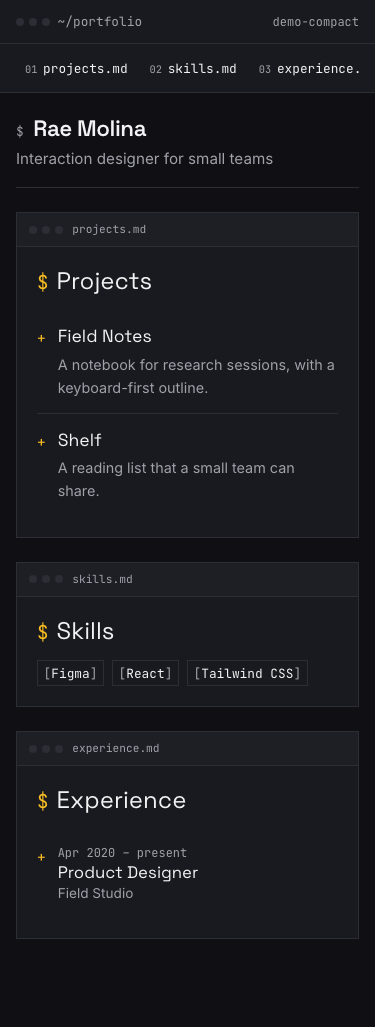 ~/portfolio demo-compact
01 projects.md 02 skills.md 03 experience.
$ Rae Molina
Interaction designer for small teams
projects.md
$ Projects
+ Field Notes
A notebook for research sessions, with a
keyboard-first outline.
+ Shelf
A reading list that a small team can
share.
skills.md
$ Skills
[Figma] [React] [Tailwind CSS]
experience.md
$ Experience
+ Apr 2020 – present
Product Designer
Field Studio